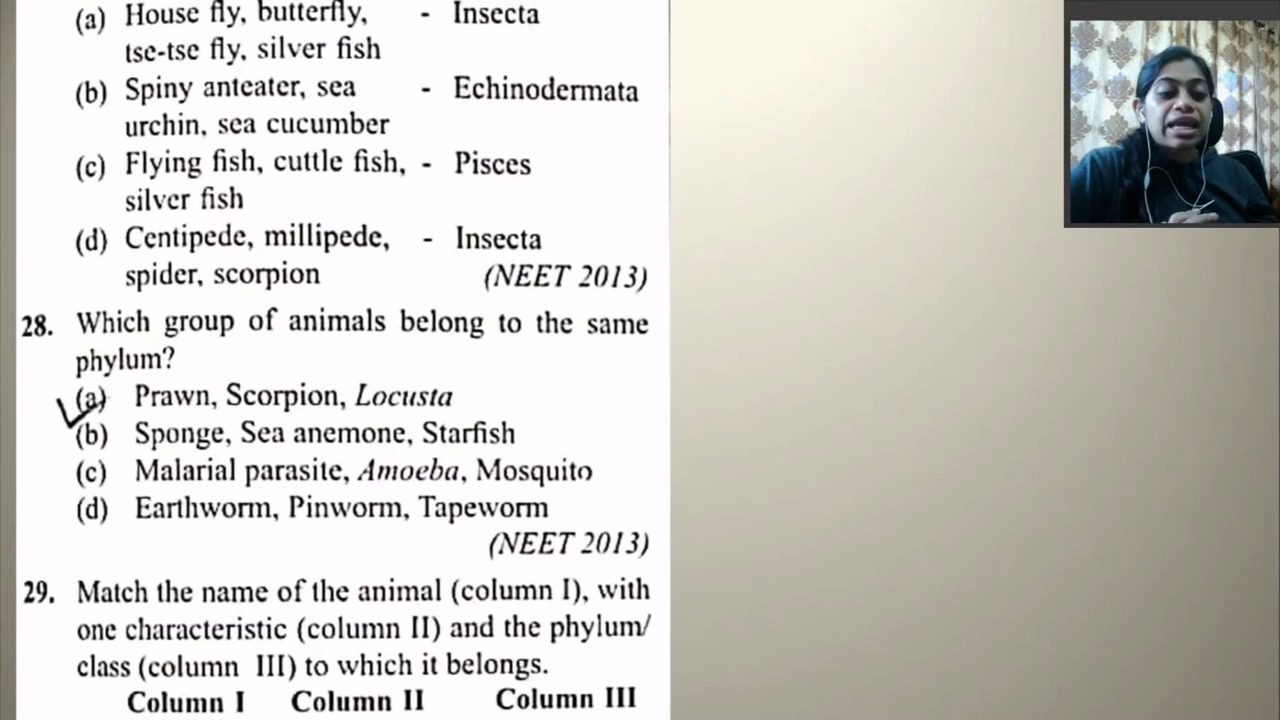 (a) House fly, butterfly, - Insecta
tse-tse fly, silver fish
(b) Spiny anteater, sea - Echinodermata
urchin, sea cucumber
(c) Flying fish, cuttle fish, - Pisces
silver fish
(d) Centipede, millipede, - Insecta
spider, scorpion (NEET 2013)
28. Which group of animals belong to the same
phylum?
(a) Prawn, Scorpion, Locusta
(b) Sponge, Sea anemone, Starfish
(c) Malarial parasite, Amoeba, Mosquito
(d) Earthworm, Pinworm, Tapeworm
(NEET 2013)
29. Match the name of the animal (column I), with
one characteristic (column II) and the phylum/
class (column III) to which it belongs.
Column I Column II Column III